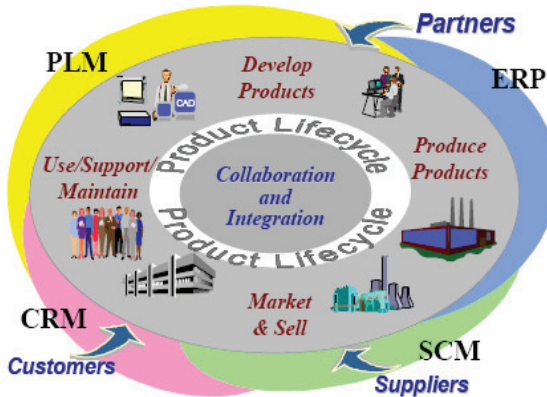 Partners
PLM
Develop
Products
ERP
CAD
Product Lifecycle
Produce
Products
Use/Support/
Maintain
Collaboration
and
Integration
Product Lifecycle
Market
& Sell
CRM
Customers
SCM
Suppliers